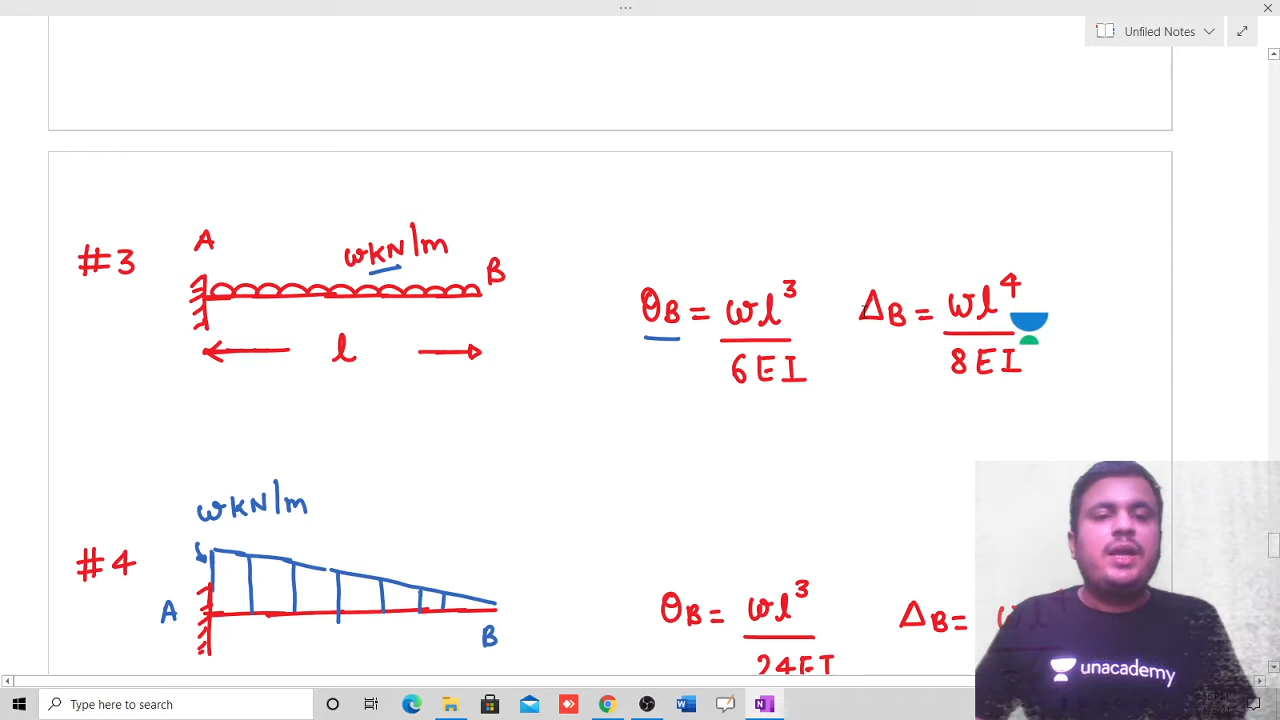 Unfiled Notes
#3
A
wkN/m
B
l
θB = wl³
6EI
ΔB = wl⁴
8EI
wkN/m
#4
A
B
θB = wl³
24EI
ΔB =
unacademy
Type here to search